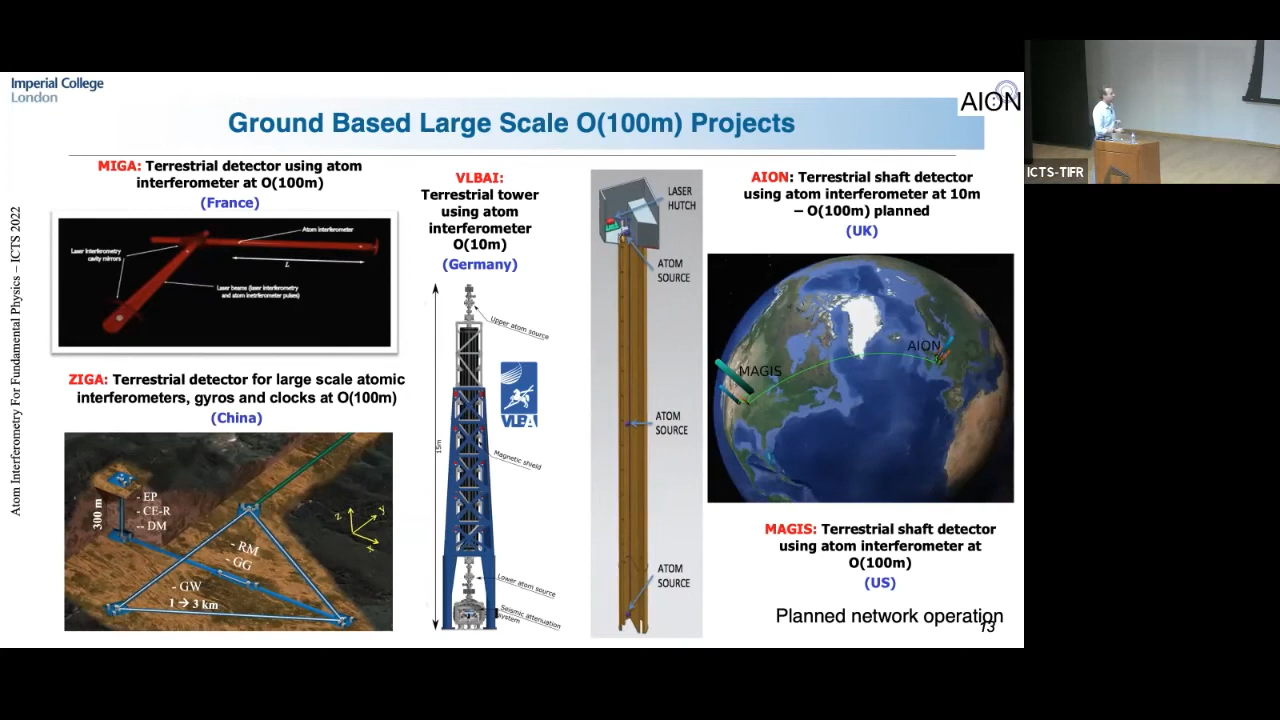 Imperial College
London
AION
Ground Based Large Scale O(100m) Projects
Atom Interferometry For Fundamental Physics – ICTS 2022
MIGA: Terrestrial detector using atom
interferometer at O(100m)
(France)
Atom interferometer
Laser interferometry
cavity mirrors
L
Laser beams (laser interferometry
and atom interferometer pulses)
ZIGA: Terrestrial detector for large scale atomic
interferometers, gyros and clocks at O(100m)
(China)
300 m
- EP
- CE-R
-- DM
- RM
- GG
- GW
1 → 3 km
z
y
x
VLBAI:
Terrestrial tower
using atom
interferometer
O(10m)
(Germany)
15m
Upper atom source
VLBAI
Magnetic shield
Lower atom source
Seismic attenuation
system
LASER
HUTCH
ATOM
SOURCE
ATOM
SOURCE
ATOM
SOURCE
AION: Terrestrial shaft detector
using atom interferometer at 10m
– O(100m) planned
(UK)
AION
MAGIS
MAGIS: Terrestrial shaft detector
using atom interferometer at
O(100m)
(US)
Planned network operation
13
ICTS-TIFR